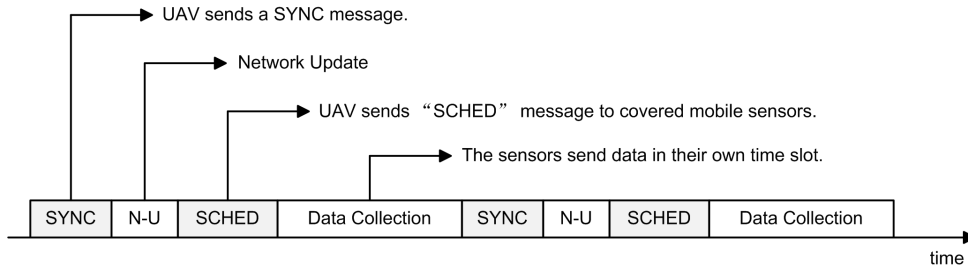 UAV sends a SYNC message.
Network Update
UAV sends “SCHED” message to covered mobile sensors.
The sensors send data in their own time slot.
SYNC N-U SCHED Data Collection SYNC N-U SCHED Data Collection
time